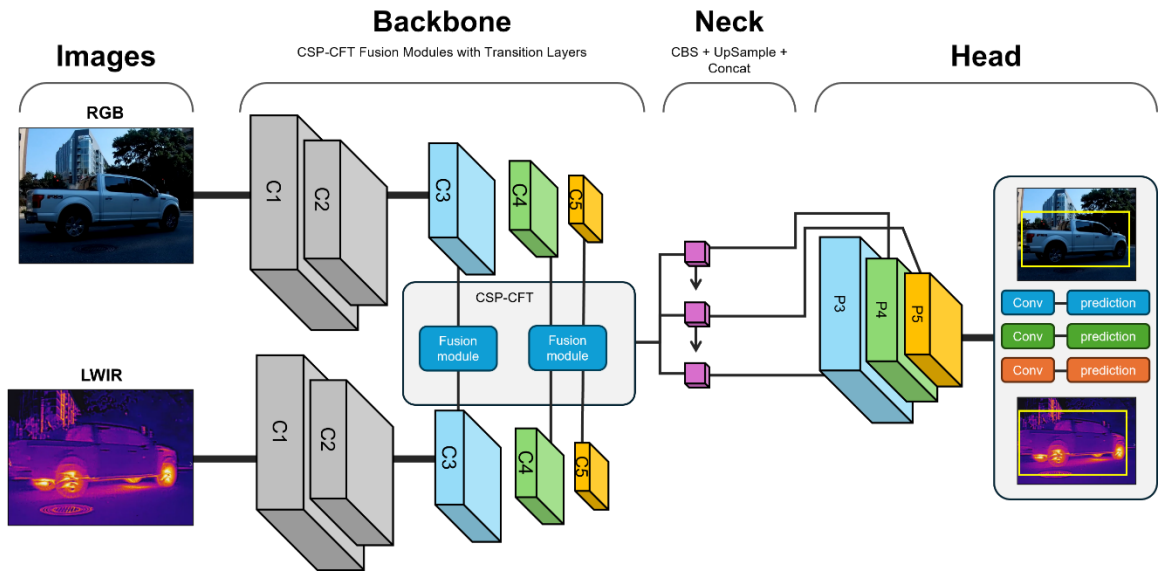 Images
Backbone
CSP-CFT Fusion Modules with Transition Layers
Neck
CBS + UpSample +
Concat
Head
RGB
C1
C2
C3
C4
C5
CSP-CFT
Fusion
module
Fusion
module
LWIR
C1
C2
C3
C4
C5
P3
P4
P5
Conv
prediction
Conv
prediction
Conv
prediction